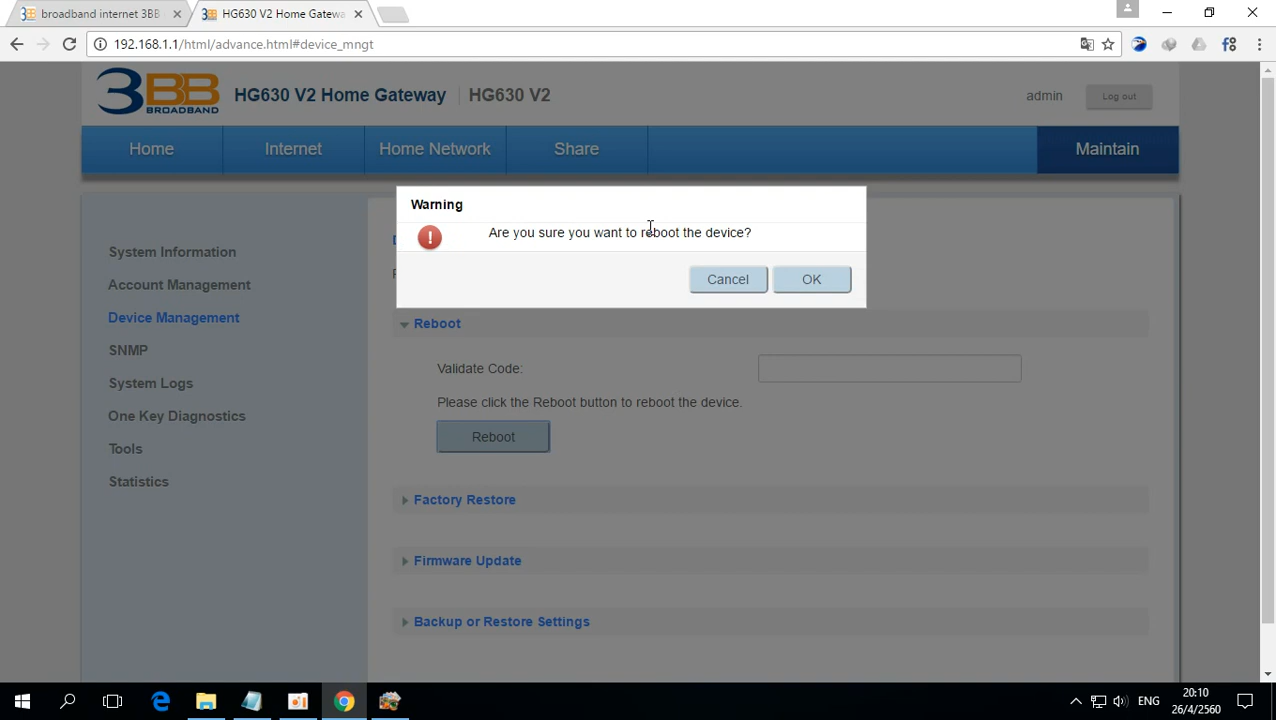 broadband internet 3BB
HG630 V2 Home Gatewa
192.168.1.1/html/advance.html#device_mngt
3BB
BROADBAND
HG630 V2 Home Gateway
HG630 V2
admin
Log out
Home
Internet
Home Network
Share
Maintain
Warning
Are you sure you want to reboot the device?
Cancel
OK
System Information
Account Management
Device Management
SNMP
System Logs
One Key Diagnostics
Tools
Statistics
Reboot
Validate Code:
Please click the Reboot button to reboot the device.
Reboot
Factory Restore
Firmware Update
Backup or Restore Settings
ENG
20:10
26/4/2560